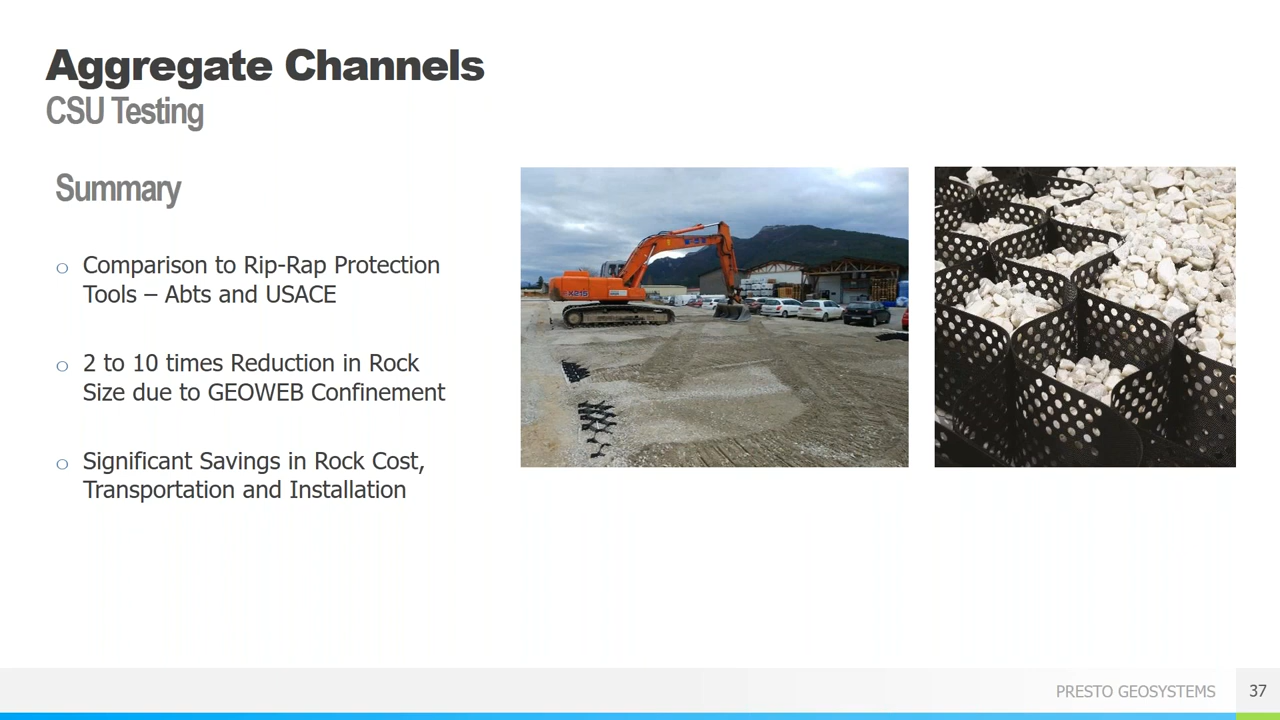 Aggregate Channels
CSU Testing
Summary
Comparison to Rip-Rap Protection
Tools – Abts and USACE
2 to 10 times Reduction in Rock
Size due to GEOWEB Confinement
Significant Savings in Rock Cost,
Transportation and Installation
PRESTO GEOSYSTEMS
37